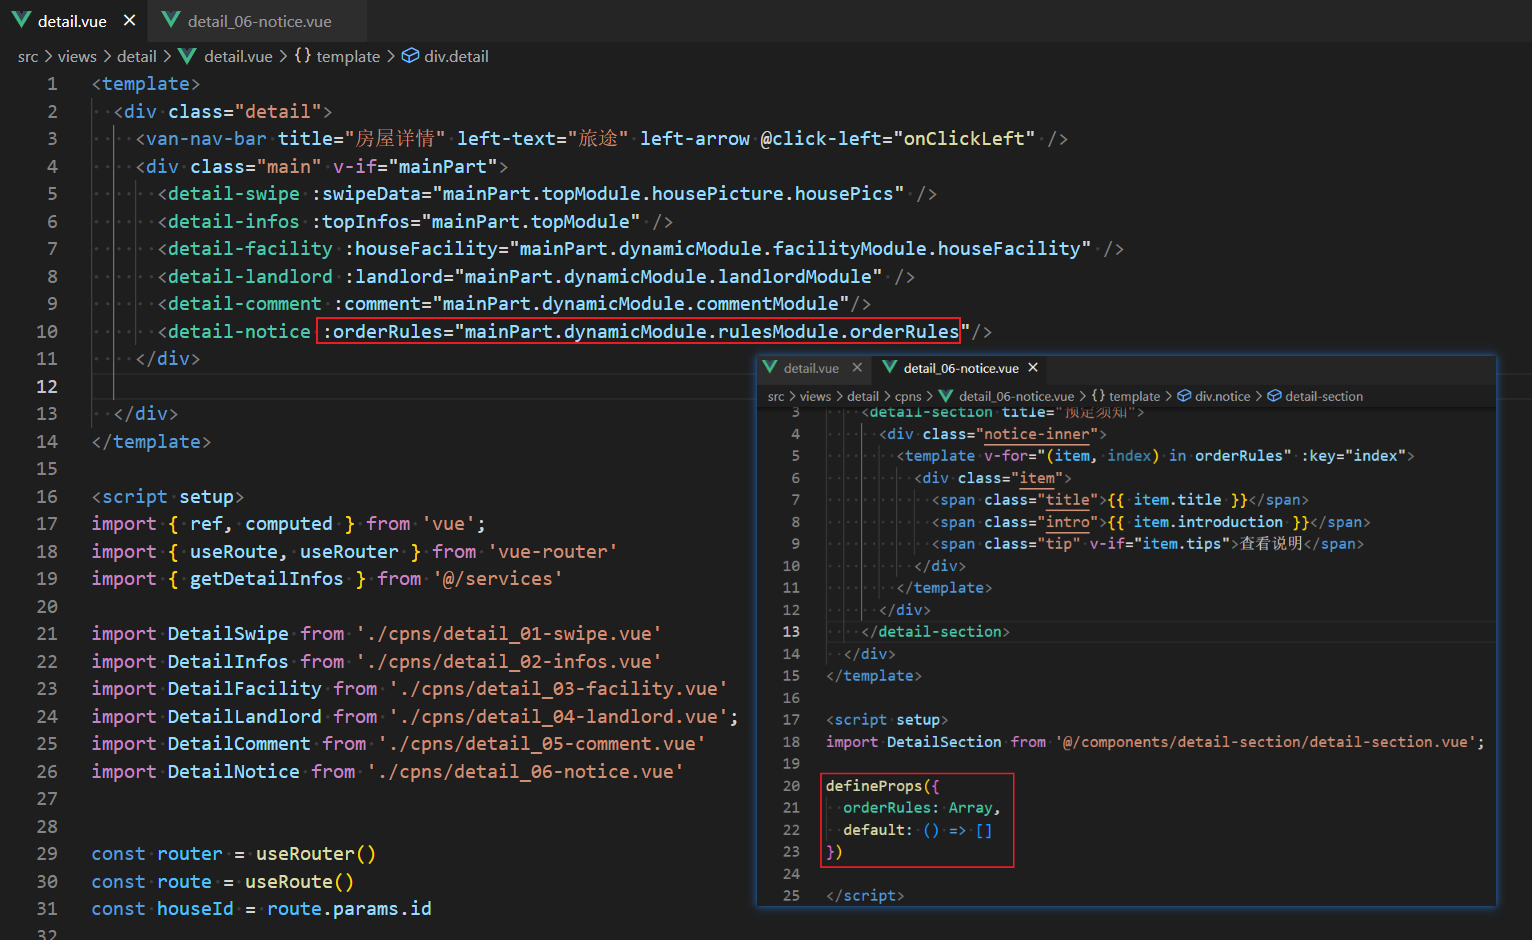 detail.vue ×
detail_06-notice.vue
src > views > detail > detail.vue > {} template > div.detail
1 <template>
2 <div class="detail">
3 <van-nav-bar title="房屋详情" left-text="旅途" left-arrow @click-left="onClickLeft" />
4 <div class="main" v-if="mainPart">
5 <detail-swipe :swipeData="mainPart.topModule.housePicture.housePics" />
6 <detail-infos :topInfos="mainPart.topModule" />
7 <detail-facility :houseFacility="mainPart.dynamicModule.facilityModule.houseFacility" />
8 <detail-landlord :landlord="mainPart.dynamicModule.landlordModule" />
9 <detail-comment :comment="mainPart.dynamicModule.commentModule"/>
10 <detail-notice :orderRules="mainPart.dynamicModule.rulesModule.orderRules"/>
11 </div>
12
13 </div>
14 </template>
15
16 <script setup>
17 import { ref, computed } from 'vue';
18 import { useRoute, useRouter } from 'vue-router'
19 import { getDetailInfos } from '@/services'
20
21 import DetailSwipe from './cpns/detail_01-swipe.vue'
22 import DetailInfos from './cpns/detail_02-infos.vue'
23 import DetailFacility from './cpns/detail_03-facility.vue'
24 import DetailLandlord from './cpns/detail_04-landlord.vue';
25 import DetailComment from './cpns/detail_05-comment.vue'
26 import DetailNotice from './cpns/detail_06-notice.vue'
27
28
29 const router = useRouter()
30 const route = useRoute()
31 const houseId = route.params.id
32
detail.vue ×
detail_06-notice.vue ×
src > views > detail > cpns > detail_06-notice.vue > {} template > div.notice > detail-section
3 <detail-section title="预定须知">
4 <div class="notice-inner">
5 <template v-for="(item, index) in orderRules" :key="index">
6 <div class="item">
7 <span class="title">{{ item.title }}</span>
8 <span class="intro">{{ item.introduction }}</span>
9 <span class="tip" v-if="item.tips">查看说明</span>
10 </div>
11 </template>
12 </div>
13 </detail-section>
14 </div>
15 </template>
16
17 <script setup>
18 import DetailSection from '@/components/detail-section/detail-section.vue';
19
20 defineProps({
21 orderRules: Array,
22 default: () => []
23 })
24
25 </script>